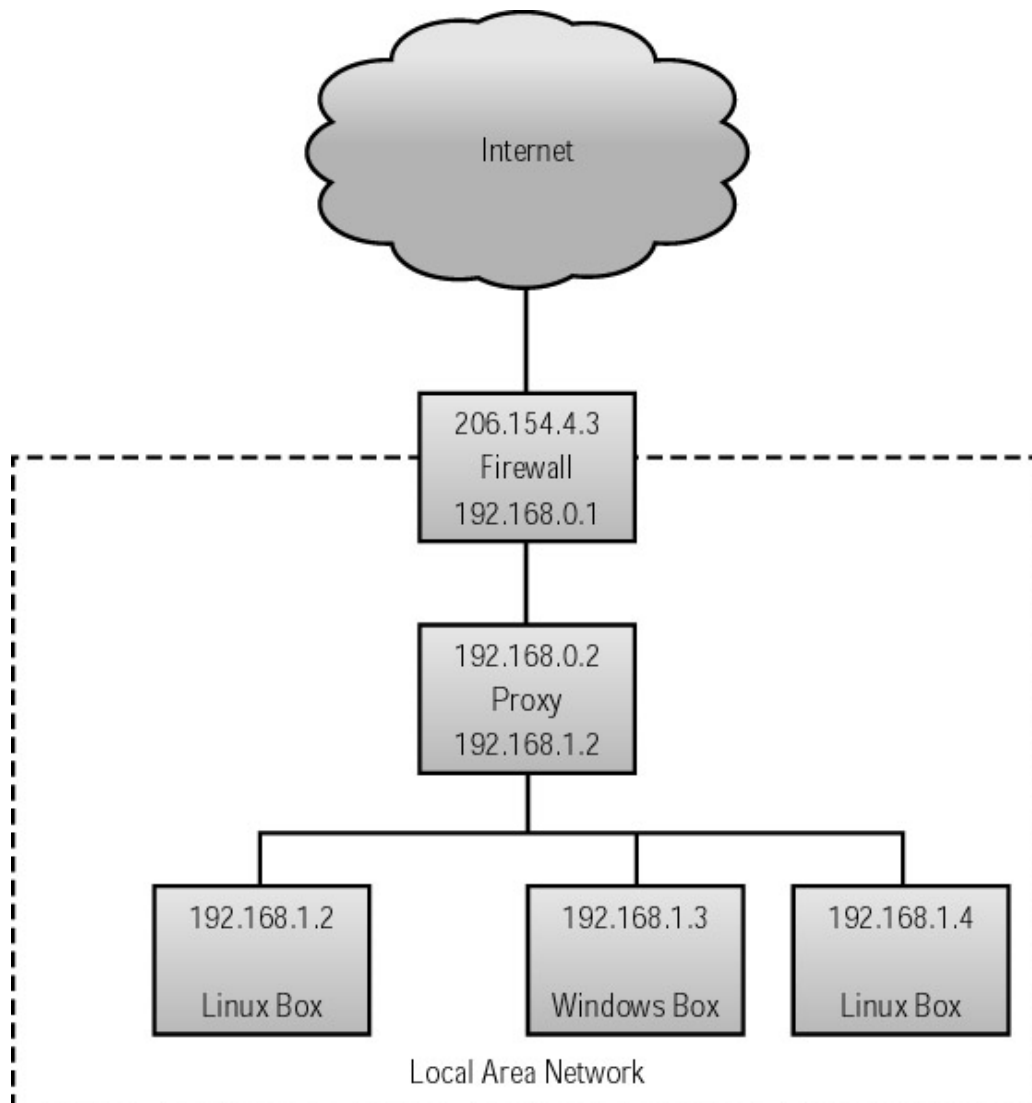 Internet
206.154.4.3
Firewall
192.168.0.1
192.168.0.2
Proxy
192.168.1.2
192.168.1.2
Linux Box
192.168.1.3
Windows Box
192.168.1.4
Linux Box
Local Area Network